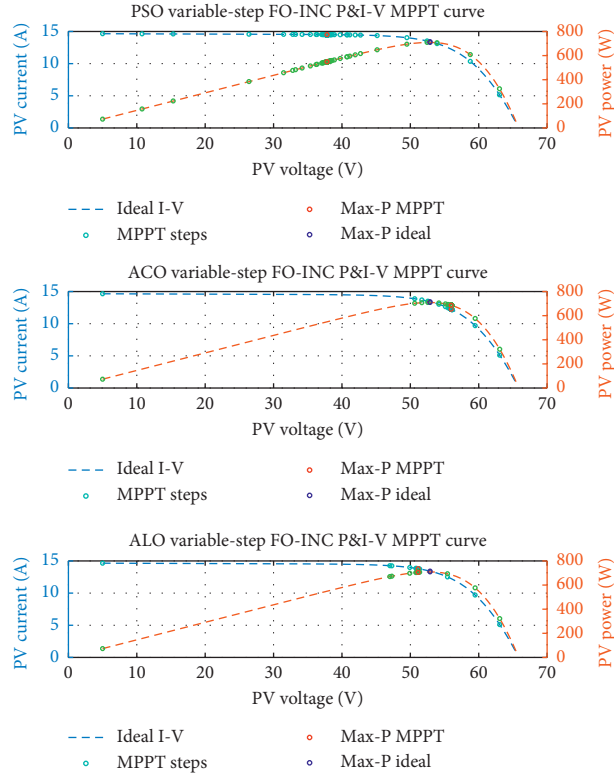 PSO variable-step FO-INC P&I-V MPPT curve
PV current (A)
15
10
5
0
800
600
400
200
0
PV power (W)
0 10 20 30 40 50 60 70
PV voltage (V)
Ideal I-V
Max-P MPPT
MPPT steps
Max-P ideal
ACO variable-step FO-INC P&I-V MPPT curve
PV current (A)
15
10
5
0
800
600
400
200
0
PV power (W)
0 10 20 30 40 50 60 70
PV voltage (V)
Ideal I-V
Max-P MPPT
MPPT steps
Max-P ideal
ALO variable-step FO-INC P&I-V MPPT curve
PV current (A)
15
10
5
0
800
600
400
200
0
PV power (W)
0 10 20 30 40 50 60 70
PV voltage (V)
Ideal I-V
Max-P MPPT
MPPT steps
Max-P ideal